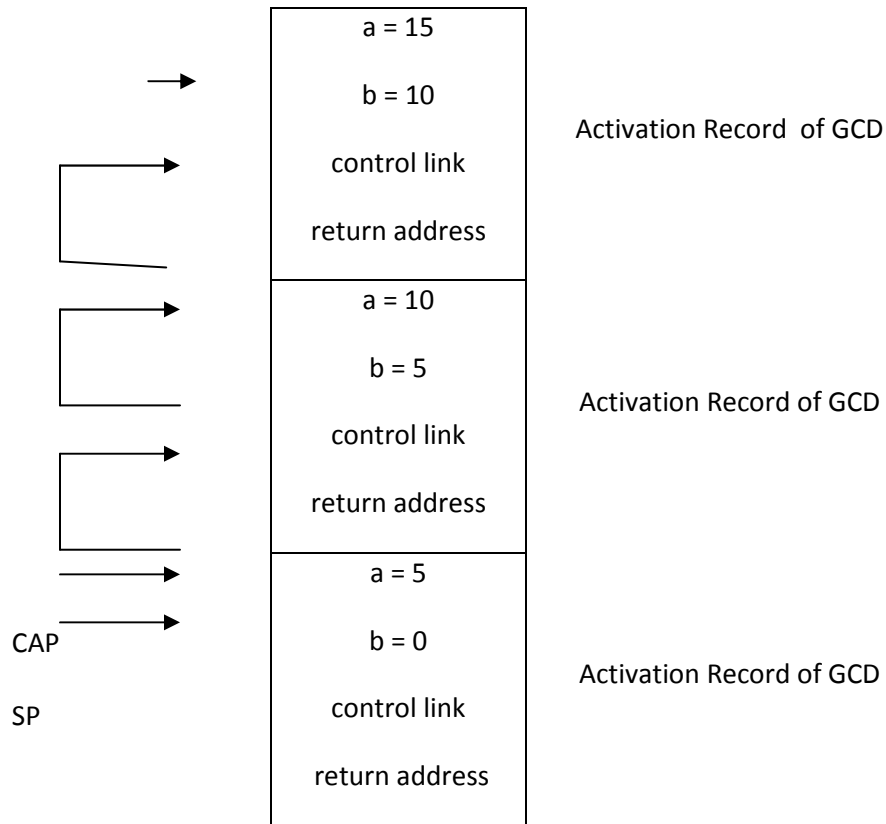 a = 15
b = 10
control link
return address
Activation Record of GCD
a = 10
b = 5
control link
return address
Activation Record of GCD
a = 5
b = 0
control link
return address
Activation Record of GCD
CAP
SP